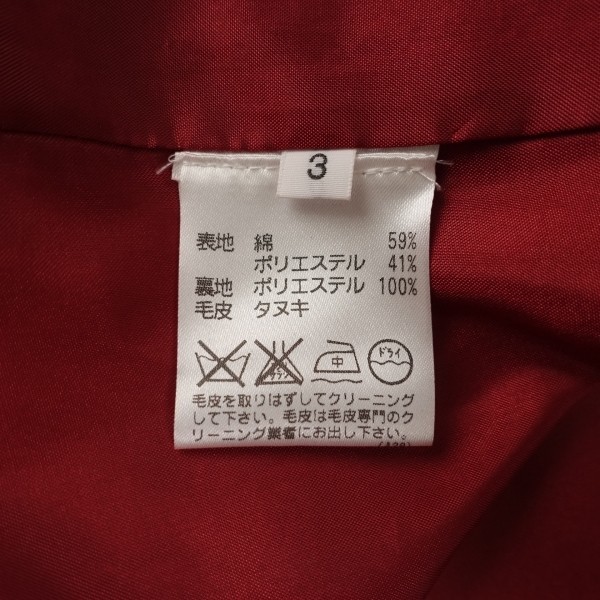 3
表地 綿 59%
ポリエステル 41%
裏地 ポリエステル 100%
毛皮 タヌキ
中 ドライ
毛皮を取りはずしてクリーニング
して下さい。毛皮は毛皮専門のク
リーニング業者にお出し下さい。